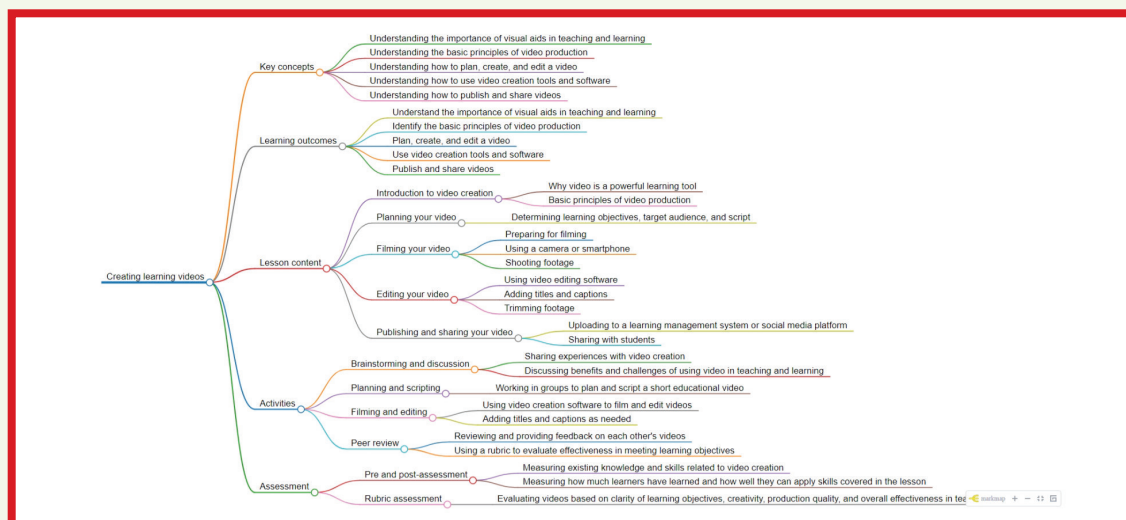 Creating learning videos
Key concepts
Understanding the importance of visual aids in teaching and learning
Understanding the basic principles of video production
Understanding how to plan, create, and edit a video
Understanding how to use video creation tools and software
Understanding how to publish and share videos
Learning outcomes
Understand the importance of visual aids in teaching and learning
Identify the basic principles of video production
Plan, create, and edit a video
Use video creation tools and software
Publish and share videos
Lesson content
Introduction to video creation
Why video is a powerful learning tool
Basic principles of video production
Planning your video
Determining learning objectives, target audience, and script
Filming your video
Preparing for filming
Using a camera or smartphone
Shooting footage
Editing your video
Using video editing software
Adding titles and captions
Trimming footage
Publishing and sharing your video
Uploading to a learning management system or social media platform
Sharing with students
Activities
Brainstorming and discussion
Sharing experiences with video creation
Discussing benefits and challenges of using video in teaching and learning
Planning and scripting
Working in groups to plan and script a short educational video
Filming and editing
Using video creation software to film and edit videos
Adding titles and captions as needed
Peer review
Reviewing and providing feedback on each other's videos
Using a rubric to evaluate effectiveness in meeting learning objectives
Assessment
Pre and post-assessment
Measuring existing knowledge and skills related to video creation
Measuring how much learners have learned and how well they can apply skills covered in the lesson
Rubric assessment
Evaluating videos based on clarity of learning objectives, creativity, production quality, and overall effectiveness in
markmap